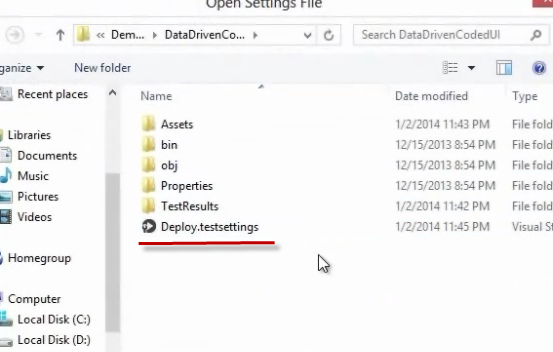 Open Settings File
« Dem... DataDrivenCo... Search DataDrivenCodedUI
ganize New folder
Recent places
Libraries
Documents
Music
Pictures
Videos
Homegroup
Computer
Local Disk (C:)
Local Disk (D:)
Name Date modified Type
Assets 1/2/2014 11:43 PM File fold
bin 12/15/2013 8:54 PM File fold
obj 12/15/2013 8:54 PM File fold
Properties 12/15/2013 8:54 PM File fold
TestResults 1/2/2014 11:42 PM File fold
Deploy.testsettings 1/2/2014 11:45 PM Visual St